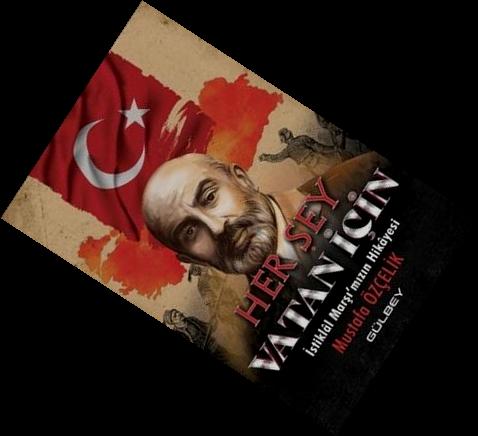 HER ŞEY
VATAN İÇİN
İstiklâl Marşı'mızın Hikâyesi
Mustafa ÖZÇELİK
GÜLBEY